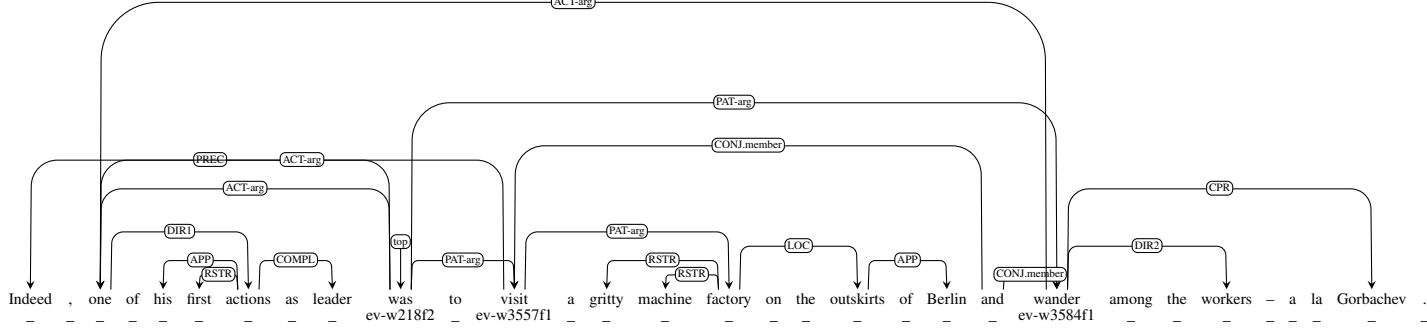 ACT-arg
PAT-arg
CONJ.member
PREC ACT-arg
ACT-arg CPR
DIR1 PAT-arg
top LOC DIR2
APP COMPL PAT-arg RSTR APP
RSTR RSTR CONJ.member
Indeed , one of his first actions as leader was to visit a gritty machine factory on the outskirts of Berlin and wander among the workers – a la Gorbachev .
_ _ _ _ _ _ _ _ _ ev-w218f2 _ ev-w3557f1 _ _ _ _ _ _ _ _ _ _ ev-w3584f1 _ _ _ _ _ _ _ _